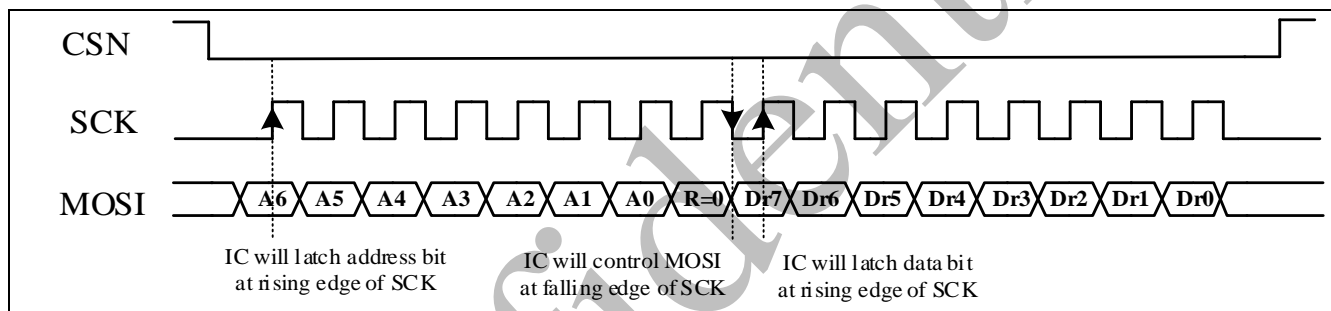 CSN
SCK
MOSI A6 A5 A4 A3 A2 A1 A0 R=0 Dr7 Dr6 Dr5 Dr4 Dr3 Dr2 Dr1 Dr0
IC will latch address bit
at rising edge of SCK
IC will control MOSI
at falling edge of SCK
IC will latch data bit
at rising edge of SCK